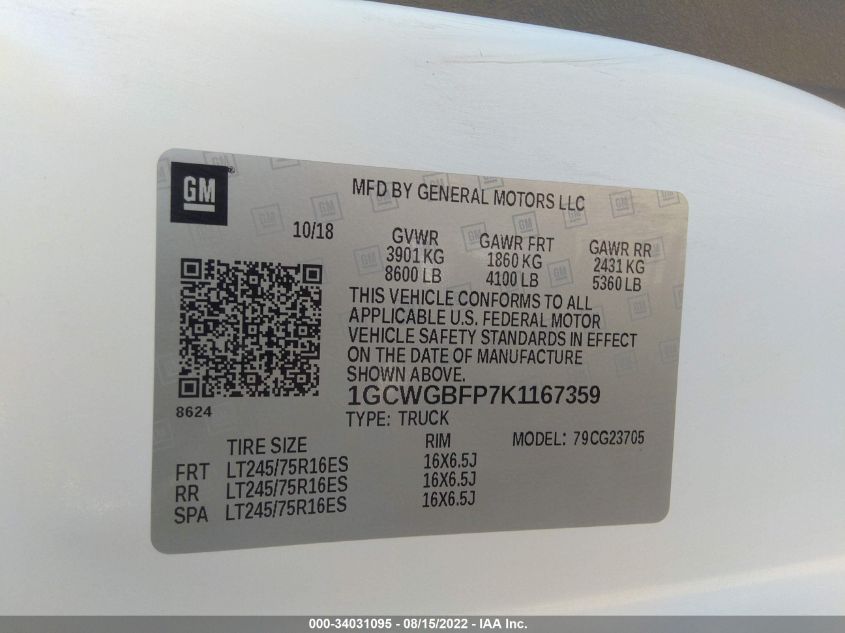 GM
MFD BY GENERAL MOTORS LLC
10/18
GVWR GAWR FRT GAWR RR
3901 KG 1860 KG 2431 KG
8600 LB 4100 LB 5360 LB
THIS VEHICLE CONFORMS TO ALL
APPLICABLE U.S. FEDERAL MOTOR
VEHICLE SAFETY STANDARDS IN EFFECT
ON THE DATE OF MANUFACTURE
SHOWN ABOVE.
8624
1GCWGBFP7K1167359
TYPE: TRUCK MODEL: 79CG23705
TIRE SIZE RIM
FRT LT245/75R16ES 16X6.5J
RR LT245/75R16ES 16X6.5J
SPA LT245/75R16ES 16X6.5J
000-34031095 - 08/15/2022 - IAA Inc.